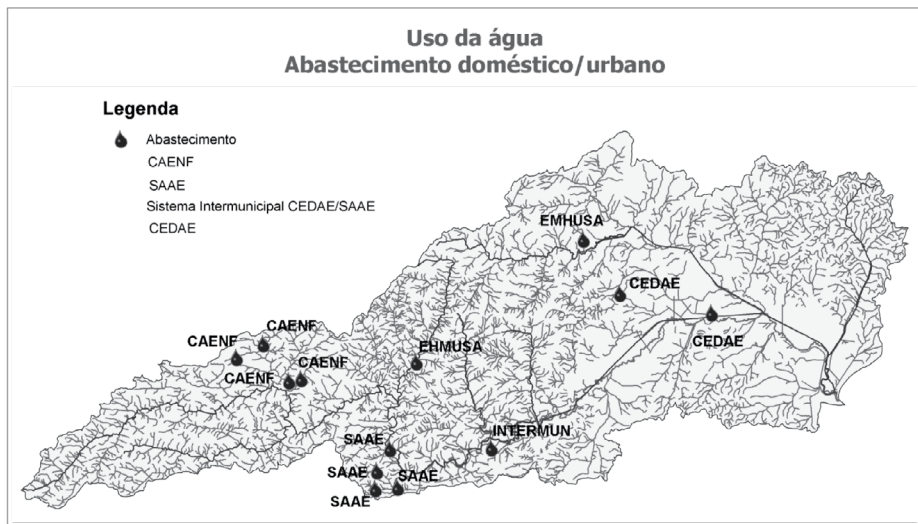 Uso da água
Abastecimento doméstico/urbano
Legenda
Abastecimento
CAENF
SAAE
Sistema Intermunicipal CEDAE/SAAE
CEDAE
EMHUSA
CEDAE
CEDAE
CAENF
CAENF
CAENF
CAENF
EHMUSA
INTERMUN
SAAE
SAAE
SAAE
SAAE